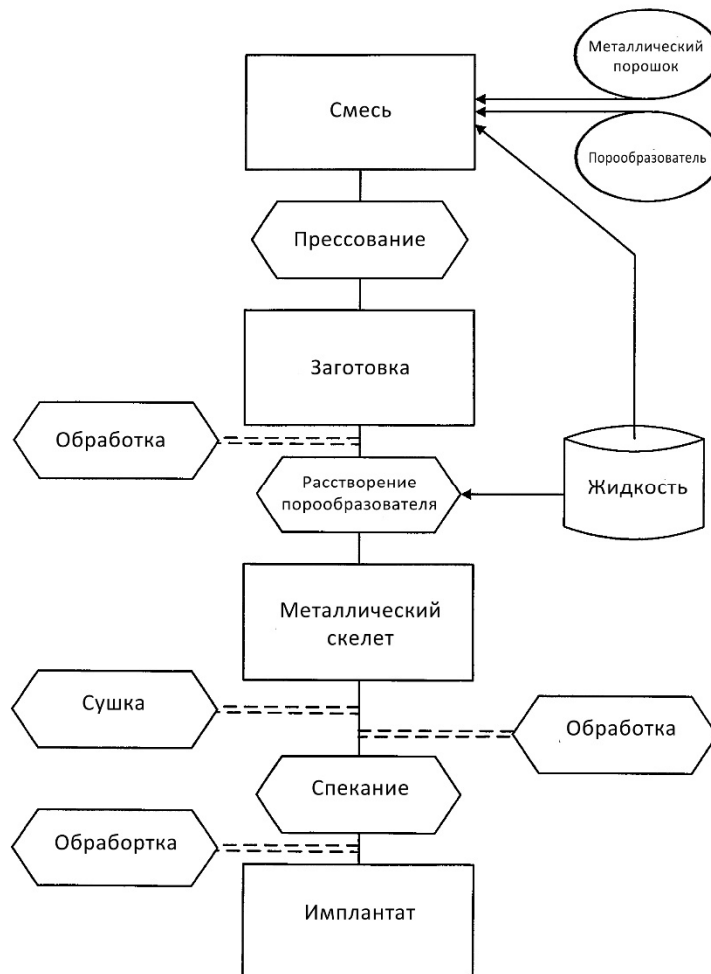 Металлический
порошок
Смесь
Порообразователь
Прессование
Заготовка
Обработка
Расстворение
порообразователя
Жидкость
Металлический
скелет
Сушка
Обработка
Спекание
Обрабортка
Имплантат